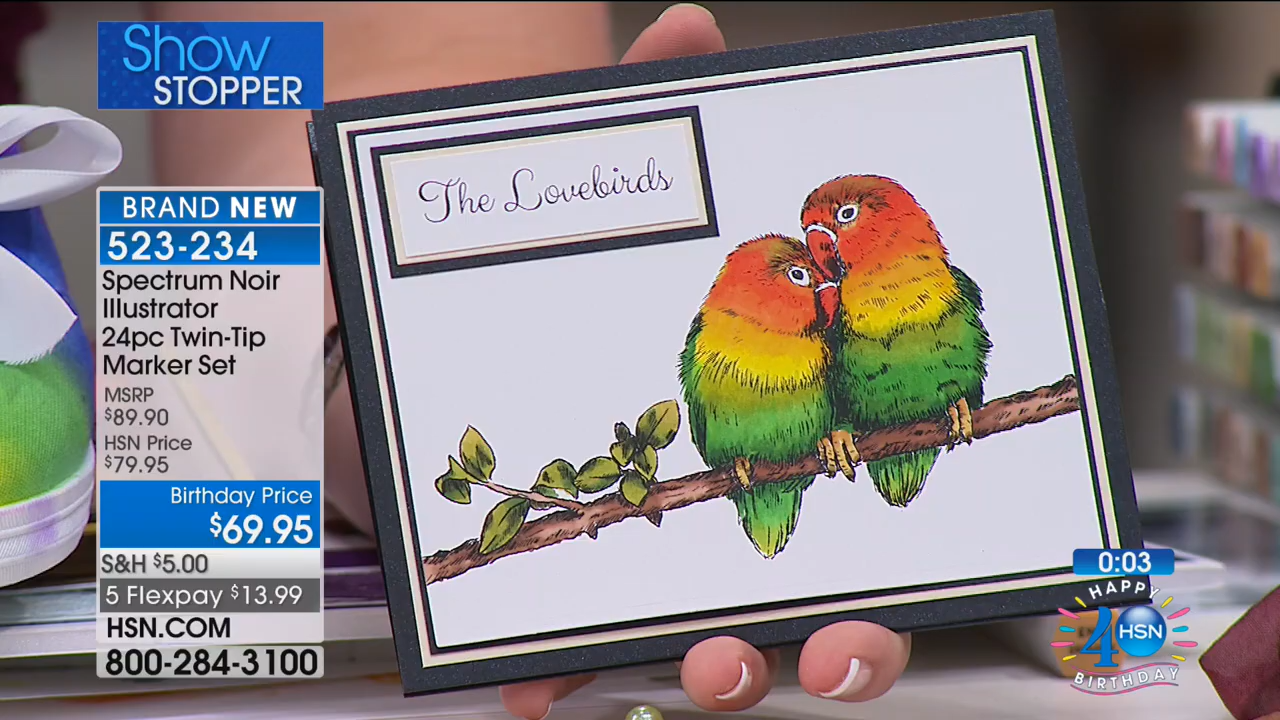 Show
STOPPER
BRAND NEW
523-234
Spectrum Noir
Illustrator
24pc Twin-Tip
Marker Set
MSRP
$89.90
HSN Price
$79.95
Birthday Price
$69.95
S&H $5.00
5 Flexpay $13.99
HSN.COM
800-284-3100
The Lovebirds
0:03
HAPPY
40
HSN
BIRTHDAY